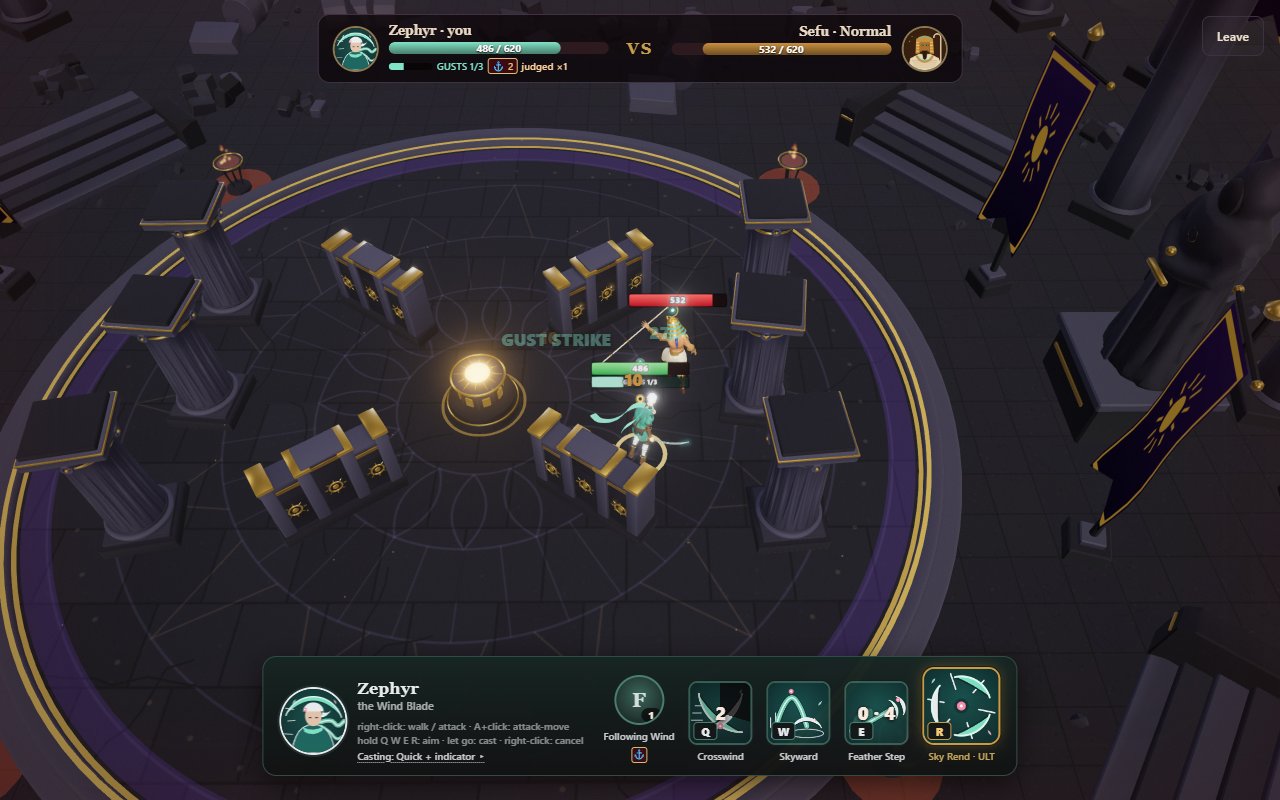 Zephyr · you
486 / 620
GUSTS 1/3
2
judged ×1
VS
Sefu · Normal
532 / 620
Leave
532
GUST STRIKE
486
1/3
10
Zephyr
the Wind Blade
right-click: walk / attack · A+click: attack-move
hold Q W E R: aim · let go: cast · right-click: cancel
Casting: Quick + indicator
F
1
Following Wind
2
Q
Crosswind
W
Skyward
0 · 4
E
Feather Step
R
Sky Rend · ULT